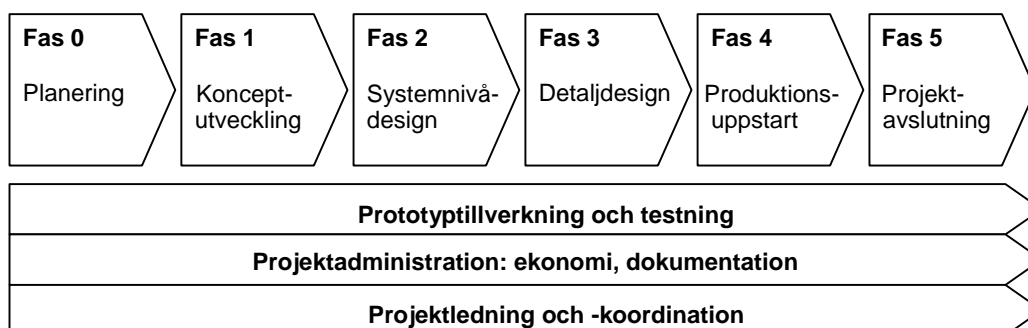 Fas 0
Planering
Fas 1
Koncept-
utveckling
Fas 2
Systemnivå-
design
Fas 3
Detaljdesign
Fas 4
Produktions-
uppstart
Fas 5
Projekt-
avslutning
Prototyptillverkning och testning
Projektadministration: ekonomi, dokumentation
Projektledning och -koordination